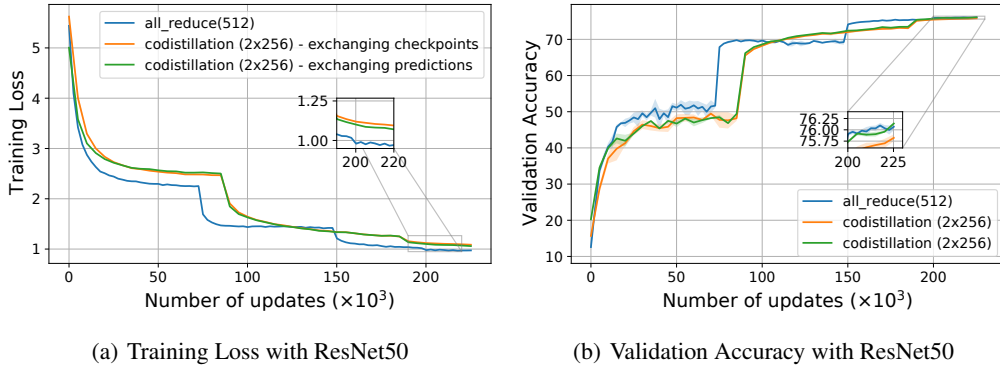 all_reduce(512)
codistillation (2x256) - exchanging checkpoints
codistillation (2x256) - exchanging predictions
Training Loss
5
4
3
2
1
1.25
1.00
200
220
0
50
100
150
200
Number of updates (×10³)
(a) Training Loss with ResNet50
Validation Accuracy
80
70
60
50
40
30
20
10
76.25
76.00
75.75
200
225
all_reduce(512)
codistillation (2x256)
codistillation (2x256)
0
50
100
150
200
Number of updates (×10³)
(b) Validation Accuracy with ResNet50